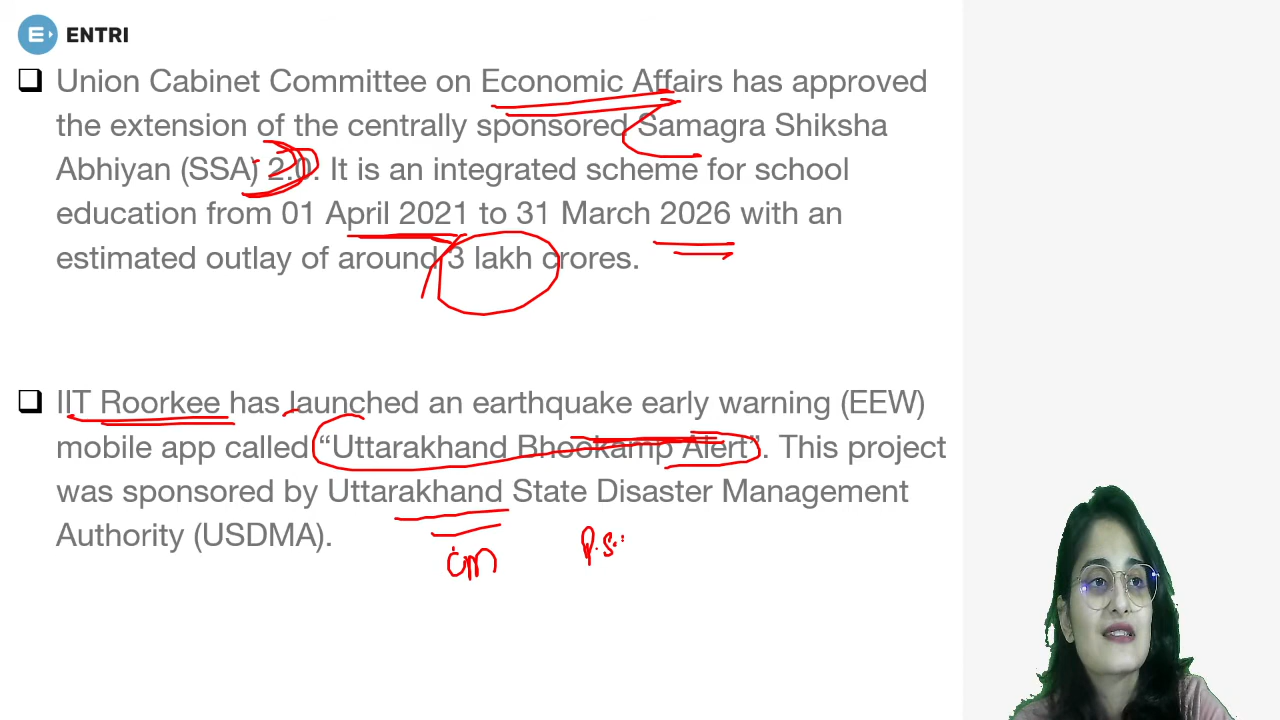 ENTRI
Union Cabinet Committee on Economic Affairs has approved
the extension of the centrally sponsored Samagra Shiksha
Abhiyan (SSA) 2.0. It is an integrated scheme for school
education from 01 April 2021 to 31 March 2026 with an
estimated outlay of around 3 lakh crores.
IIT Roorkee has launched an earthquake early warning (EEW)
mobile app called “Uttarakhand Bhookamp Alert”. This project
was sponsored by Uttarakhand State Disaster Management
Authority (USDMA).
P.S.